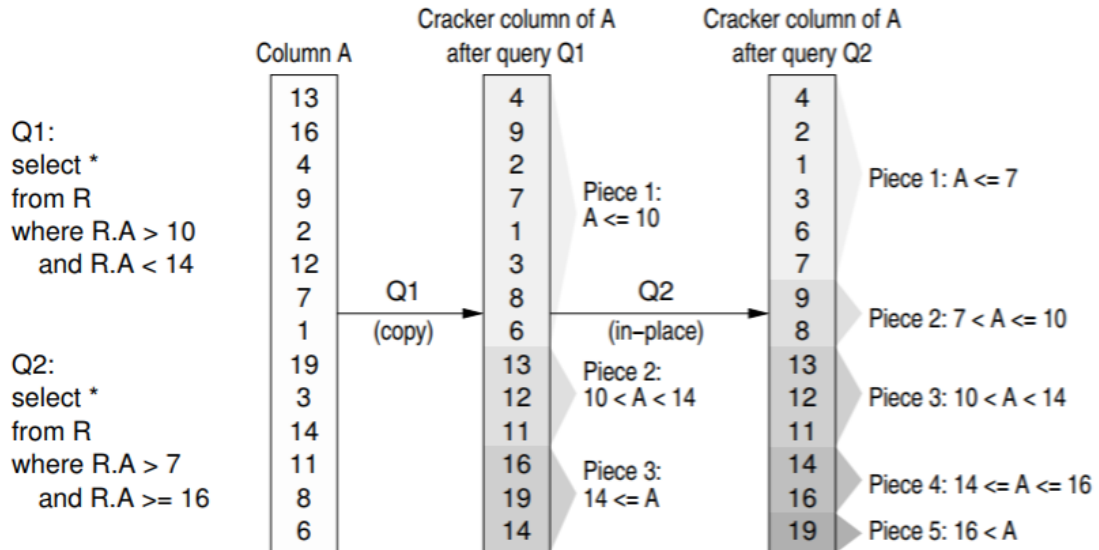 Q1:
select *
from R
where R.A > 10
and R.A < 14
Q2:
select *
from R
where R.A > 7
and R.A >= 16
Column A
13
16
4
9
2
12
7
1
19
3
14
11
8
6
Q1
(copy)
Cracker column of A
after query Q1
4
9
2
7
1
3
8
6
13
12
11
16
19
14
Piece 1:
A <= 10
Piece 2:
10 < A < 14
Piece 3:
14 <= A
Q2
(in-place)
Cracker column of A
after query Q2
4
2
1
3
6
7
9
8
13
12
11
14
16
19
Piece 1: A <= 7
Piece 2: 7 < A <= 10
Piece 3: 10 < A < 14
Piece 4: 14 <= A <= 16
Piece 5: 16 < A